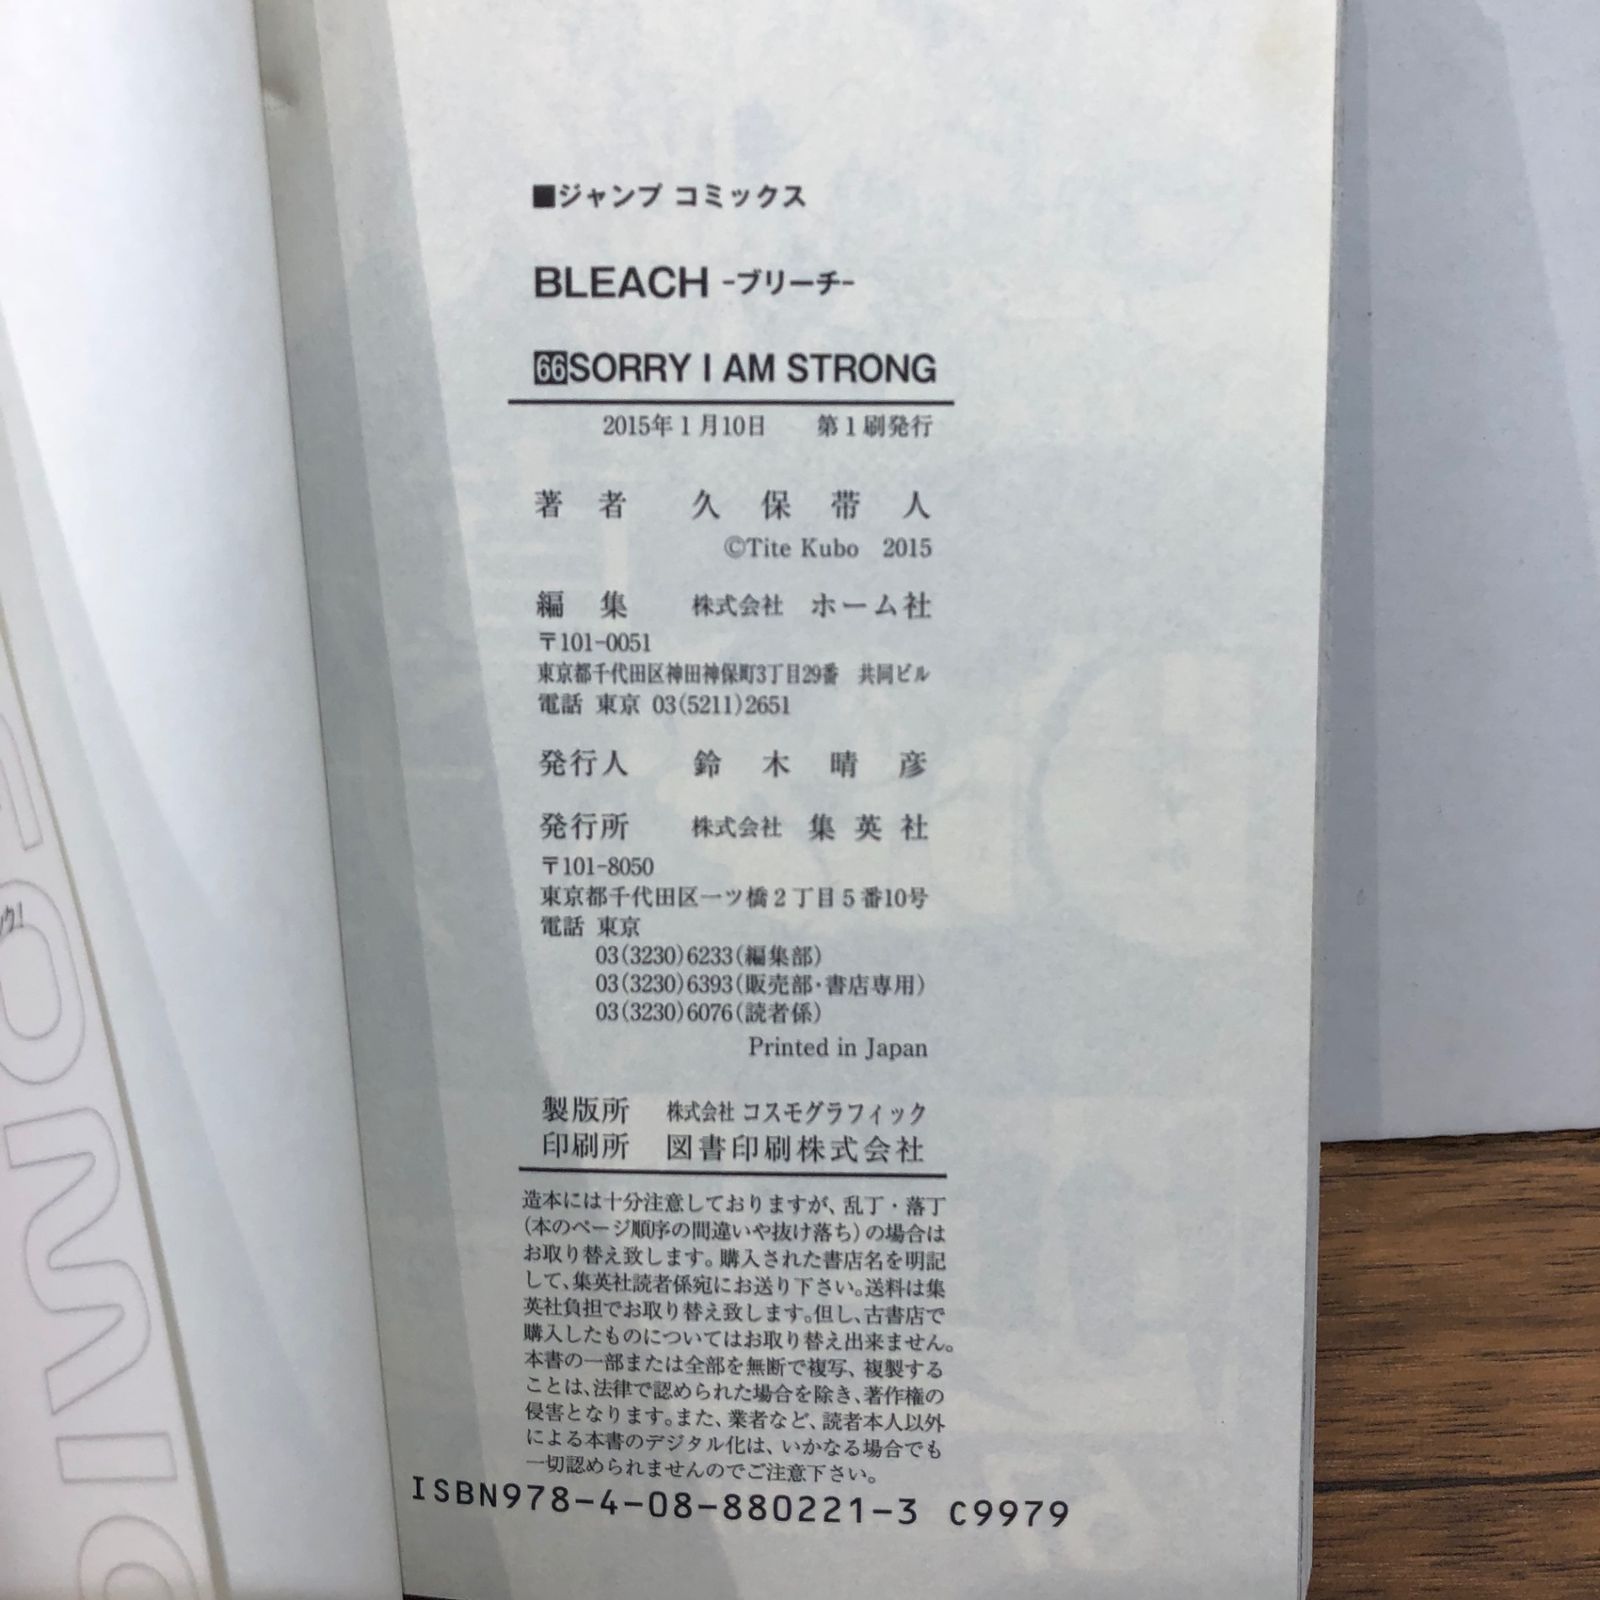 ■ジャンプ コミックス
BLEACH -ブリーチ-
66SORRY I AM STRONG
2015年1月10日 第1刷発行
著者 久保帯人
©Tite Kubo 2015
編集 株式会社 ホーム社
〒101-0051
東京都千代田区神田神保町3丁目29番 共同ビル
電話 東京 03(5211)2651
発行人 鈴木晴彦
発行所 株式会社 集英社
〒101-8050
東京都千代田区一ツ橋2丁目5番10号
電話 東京
03(3230)6233(編集部)
03(3230)6393(販売部·書店専用)
03(3230)6076(読者係)
Printed in Japan
製版所 株式会社 コスモグラフィック
印刷所 図書印刷株式会社
造本には十分注意しておりますが、乱丁・落丁
(本のページ順序の間違いや抜け落ち)の場合は
お取り替え致します。購入された書店名を明記
して、集英社読者係宛にお送り下さい。送料は集
英社負担でお取り替え致します。但し、古書店で
購入したものについてはお取り替え出来ません。
本書の一部または全部を無断で複写、複製する
ことは、法律で認められた場合を除き、著作権の
侵害となります。また、業者など、読者本人以外
による本書のデジタル化は、いかなる場合でも
一切認められませんのでご注意下さい。
ISBN978-4-08-880221-3 C9979